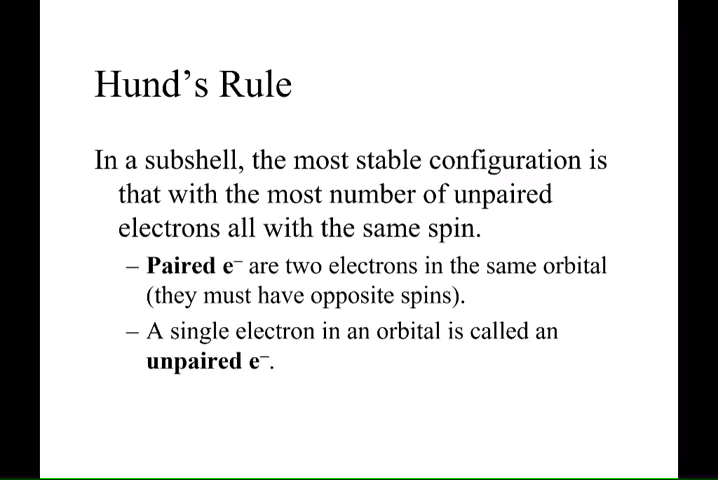 Hund’s Rule
In a subshell, the most stable configuration is
that with the most number of unpaired
electrons all with the same spin.
– Paired e⁻ are two electrons in the same orbital
(they must have opposite spins).
– A single electron in an orbital is called an
unpaired e⁻.